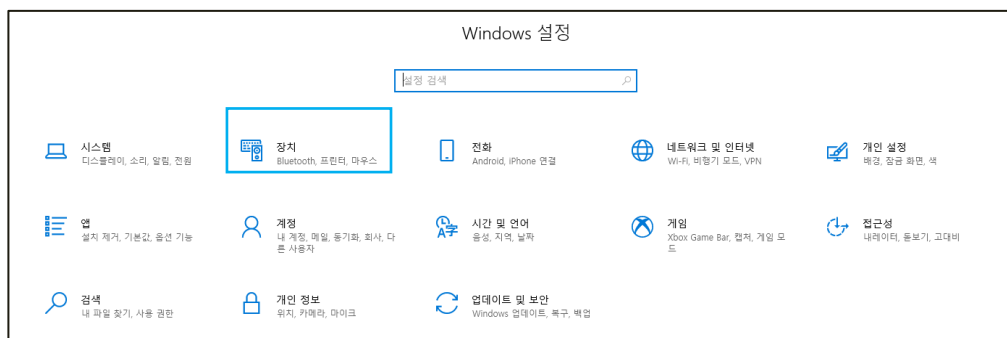 Windows 설정
설정 검색
시스템
디스플레이, 소리, 알림, 전원
장치
Bluetooth, 프린터, 마우스
전화
Android, iPhone 연결
네트워크 및 인터넷
Wi-Fi, 비행기 모드, VPN
개인 설정
배경, 잠금 화면, 색
앱
설치 제거, 기본값, 옵션 기능
계정
내 계정, 메일, 동기화, 회사, 다
른 사용자
시간 및 언어
음성, 지역, 날짜
게임
Xbox Game Bar, 캡처, 게임 모
드
접근성
내레이터, 돋보기, 고대비
검색
내 파일 찾기, 사용 권한
개인 정보
위치, 카메라, 마이크
업데이트 및 보안
Windows 업데이트, 복구, 백업